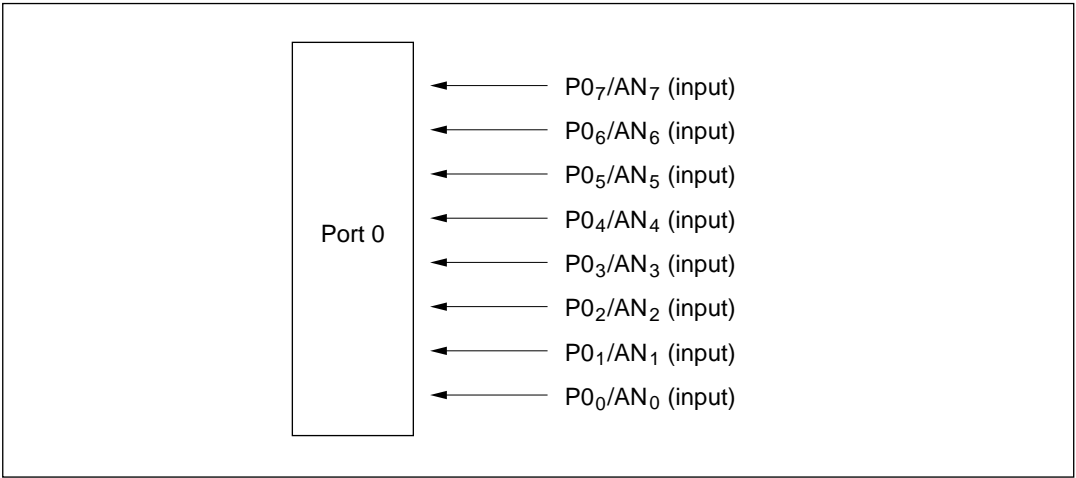 P0₇/AN₇ (input)
P0₆/AN₆ (input)
P0₅/AN₅ (input)
P0₄/AN₄ (input)
Port 0
P0₃/AN₃ (input)
P0₂/AN₂ (input)
P0₁/AN₁ (input)
P0₀/AN₀ (input)